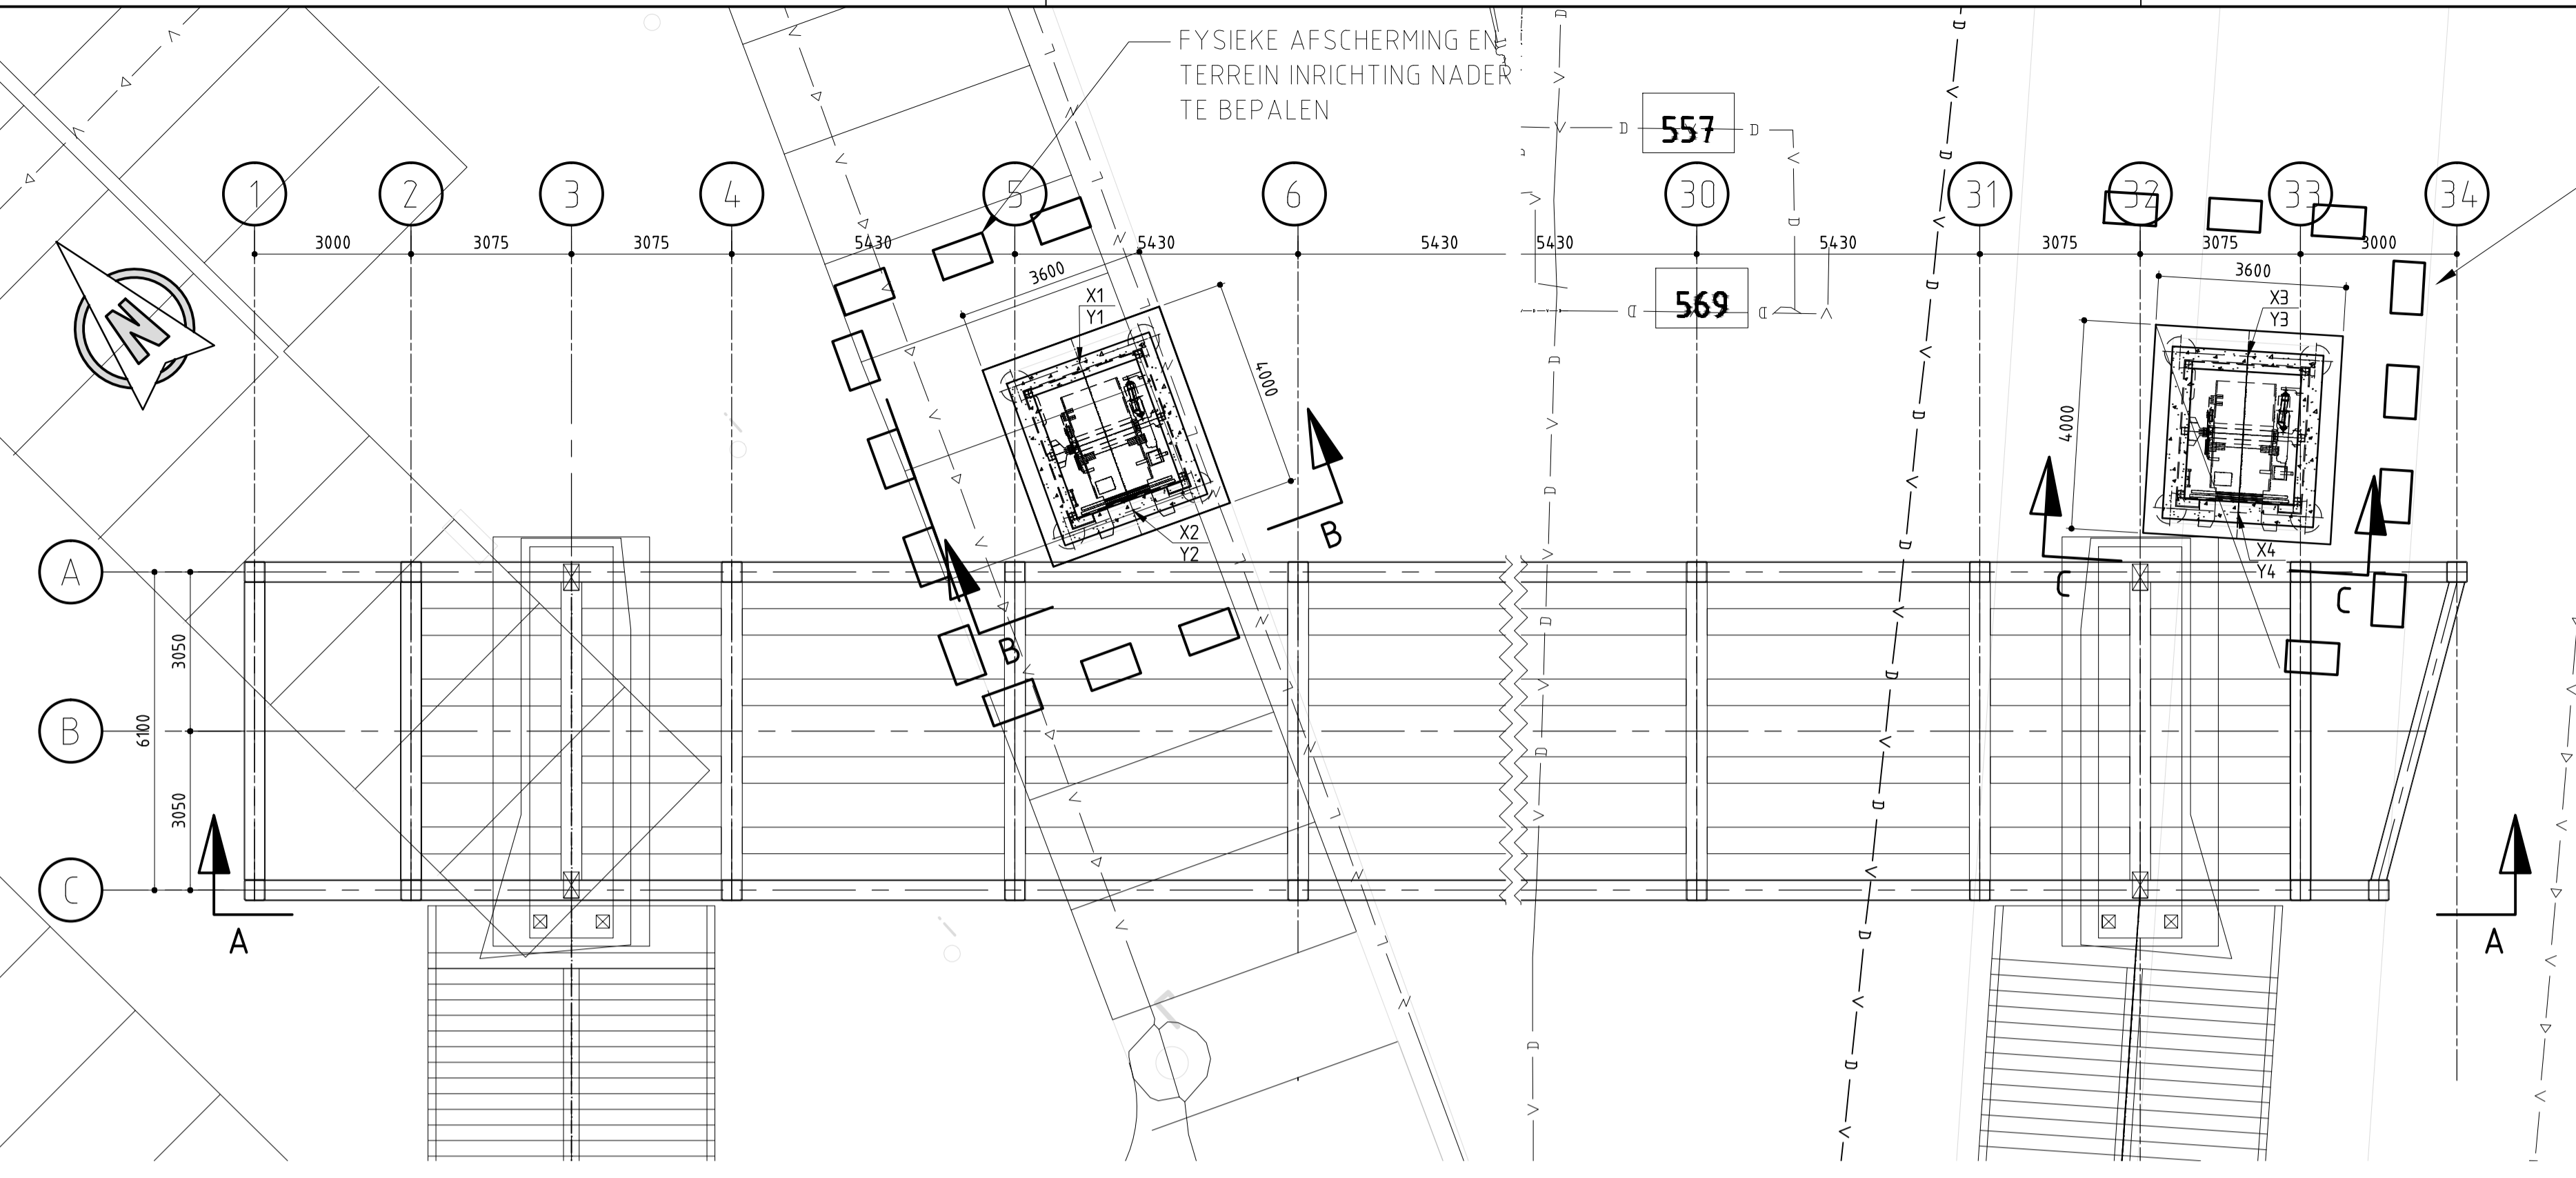 FYSIEKE AFSCHERMING EN
TERREIN INRICHTING NADER
TE BEPALEN
557
1 2 3 4 5 6 30 31 32 33 34
3000 3075 3075 5430 5430 5430 5430 5430 3075 3075 3000
569
N
3600
X1
Y1
4000
B
X2
Y2
B
3600
X3
Y3
4000
X4
Y4
C
C
A
3050
B
6100
3050
C
A
A